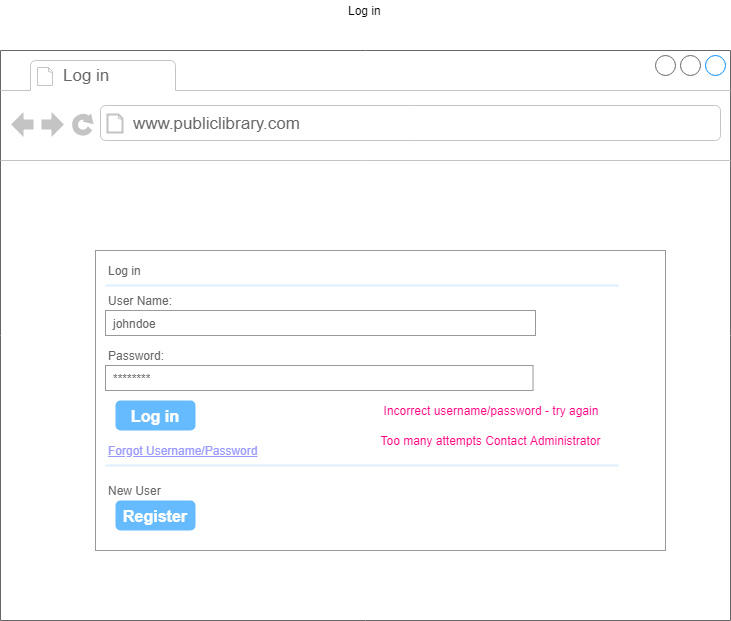 Log in
Log in
www.publiclibrary.com
Log in
User Name:
johndoe
Password:
********
Log in
Incorrect username/password - try again
Too many attempts Contact Administrator
Forgot Username/Password
New User
Register